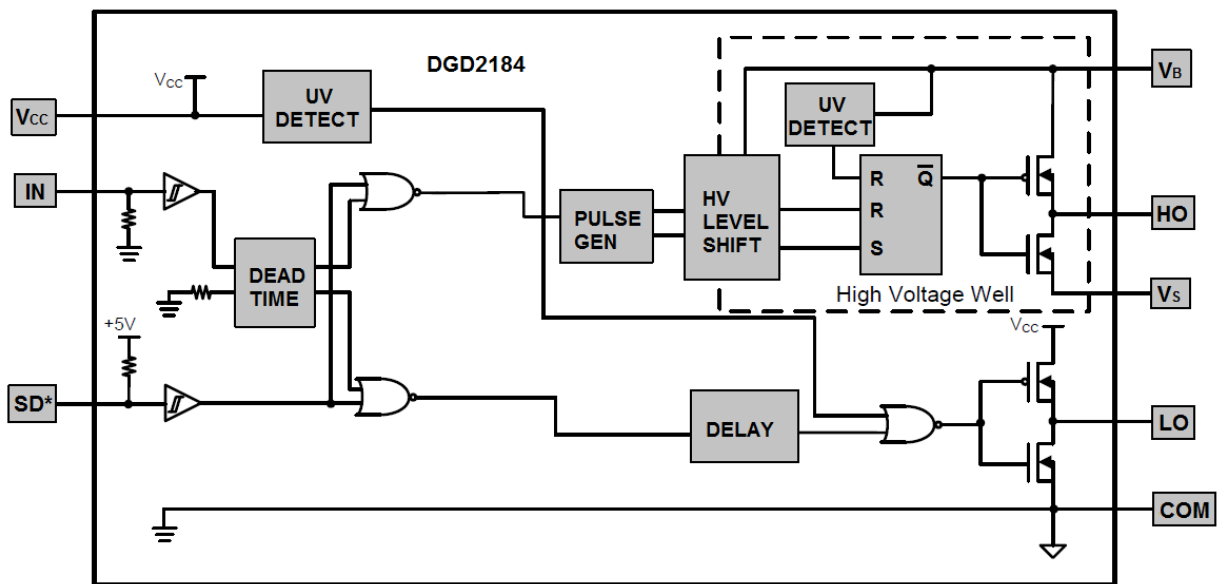 DGD2184
VCC
VCC
UV
DETECT
VB
UV
DETECT
IN
HV
LEVEL
SHIFT
R
Q̅
R
S
PULSE
GEN
HO
DEAD
TIME
High Voltage Well
VS
+5V
VCC
SD*
DELAY
LO
COM